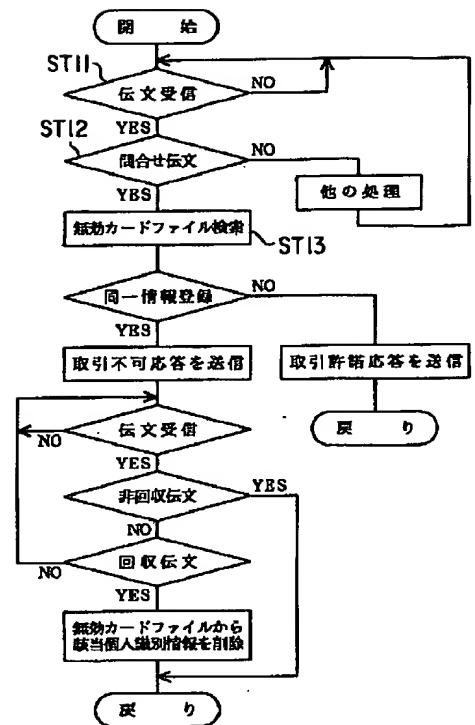 開 始
ST11
伝文受信
NO
YES
ST12
問合せ伝文
NO
YES
他の処理
無効カードファイル検索
ST13
同一情報登録
NO
YES
取引不可応答を送信
取引許諾応答を送信
戻 り
伝文受信
NO
YES
非回収伝文
YES
NO
回収伝文
NO
YES
無効カードファイルから
該当個人識別情報を削除
戻 り